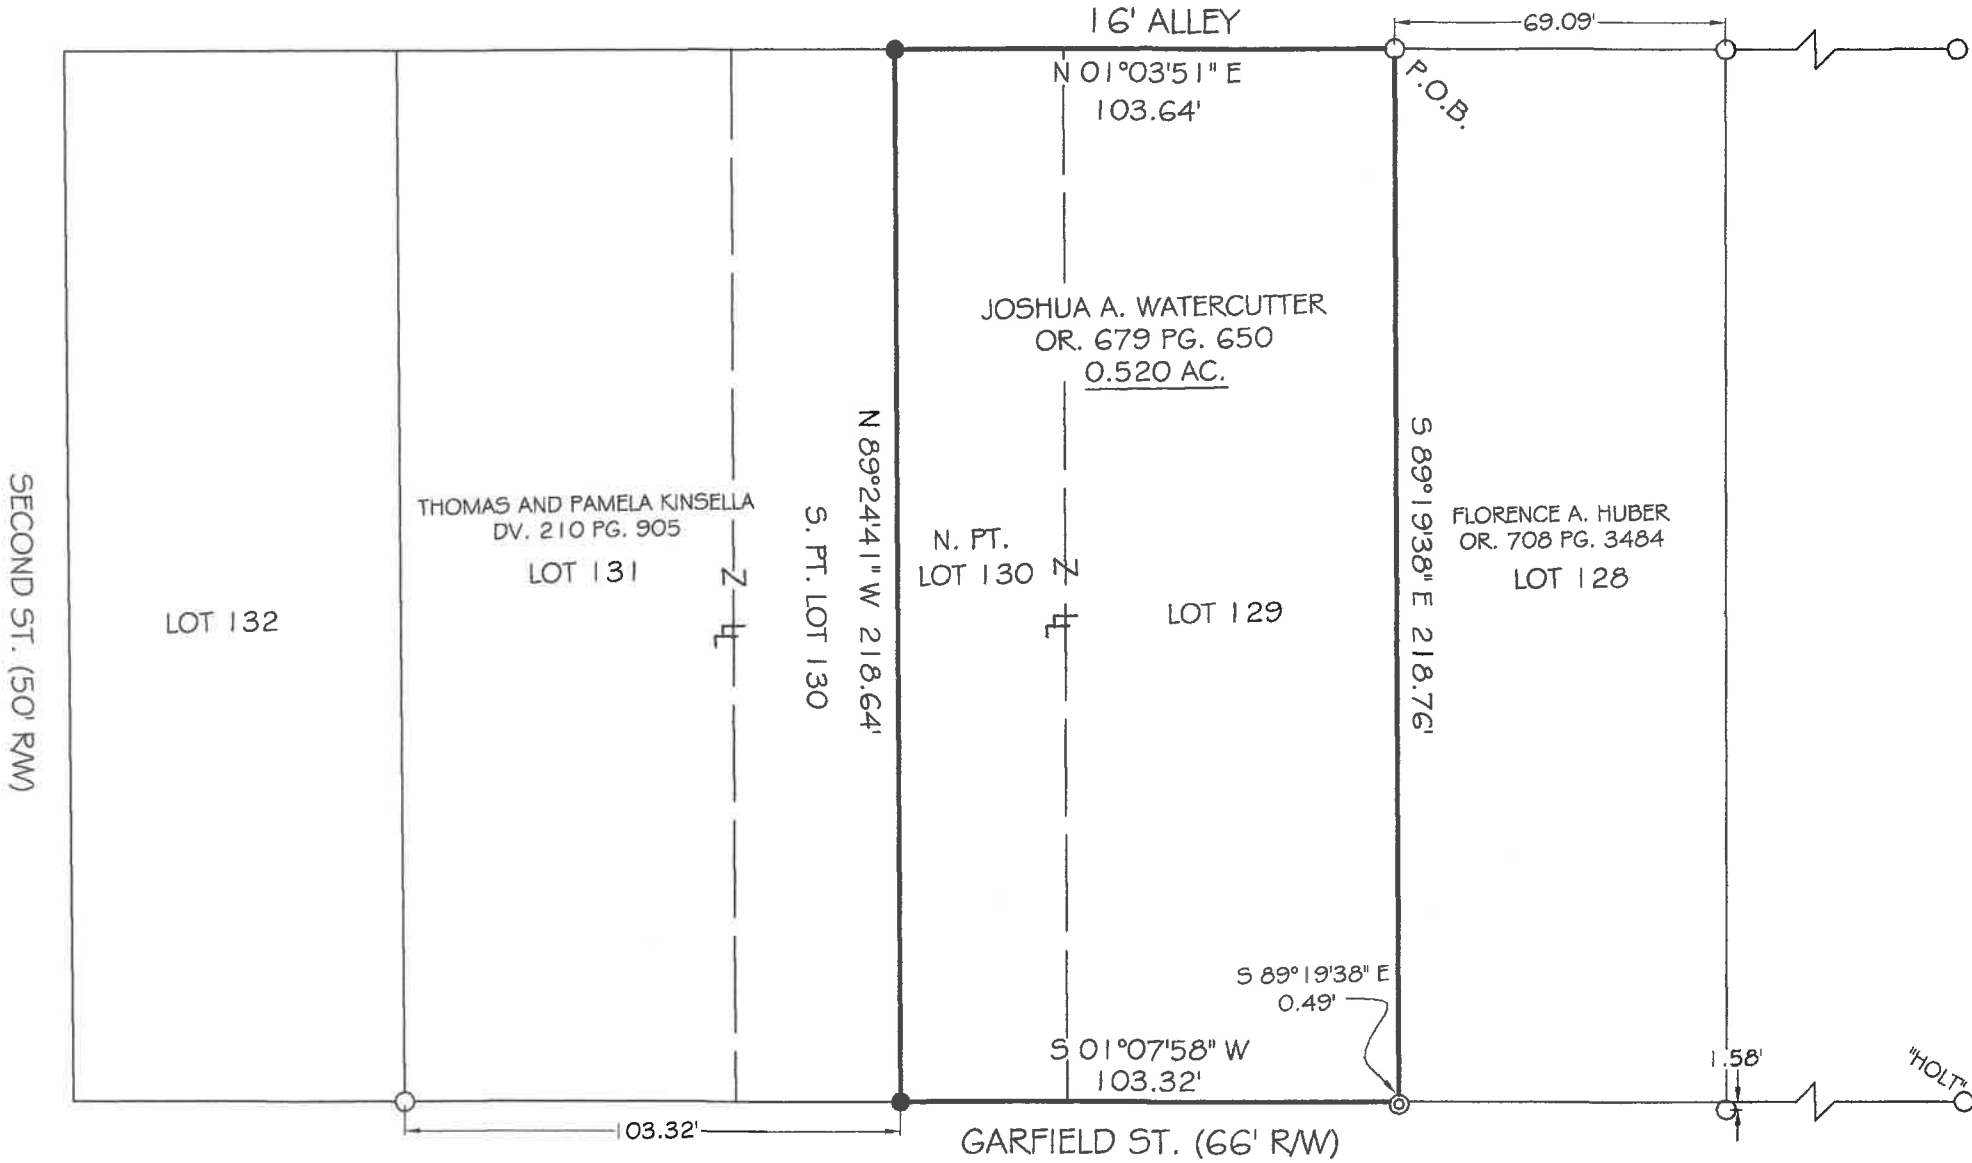 16' ALLEY
69.09'
N 01°03'51" E
103.64'
P.O.B.
JOSHUA A. WATERCUTTER
OR. 679 PG. 650
0.520 AC.
SECOND ST. (50' R/W)
LOT 132
THOMAS AND PAMELA KINSELLA
DV. 210 PG. 905
LOT 131
S. PT. LOT 130
N 89°24'41" W 218.64'
N. PT.
LOT 130
LOT 129
S 89°19'38" E 218.76'
FLORENCE A. HUBER
OR. 708 PG. 3484
LOT 128
S 89°19'38" E
0.49'
S 01°07'58" W
103.32'
1.58'
"HOLT"
103.32'
GARFIELD ST. (66' R/W)